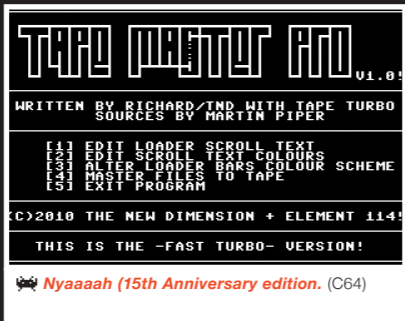 TAPE MASTER PRO
V1.0!
WRITTEN BY RICHARD/TND WITH TAPE TURBO
SOURCES BY MARTIN PIPER
[1] EDIT LOADER SCROLL TEXT
[2] EDIT SCROLL TEXT COLOURS
[3] ALTER LOADER BARS COLOUR SCHEME
[4] MASTER FILES TO TAPE
[5] EXIT PROGRAM
(C)2010 THE NEW DIMENSION + ELEMENT 114!
THIS IS THE -FAST TURBO- VERSION!
Nyaaaah (15th Anniversary edition. (C64)